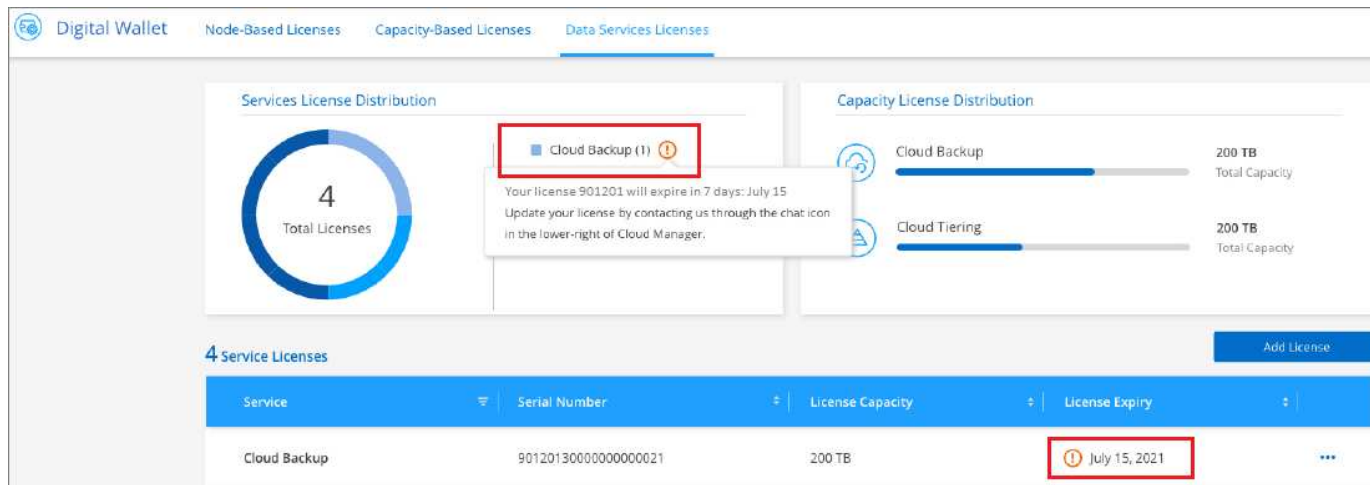 Digital Wallet
Node-Based Licenses
Capacity-Based Licenses
Data Services Licenses
Services License Distribution
4
Total Licenses
Cloud Backup (1)
Your license 901201 will expire in 7 days: July 15
Update your license by contacting us through the chat icon
in the lower-right of Cloud Manager.
Capacity License Distribution
Cloud Backup
200 TB
Total Capacity
Cloud Tiering
200 TB
Total Capacity
4 Service Licenses
Add License
Service
Serial Number
License Capacity
License Expiry
Cloud Backup
90120130000000000021
200 TB
July 15, 2021